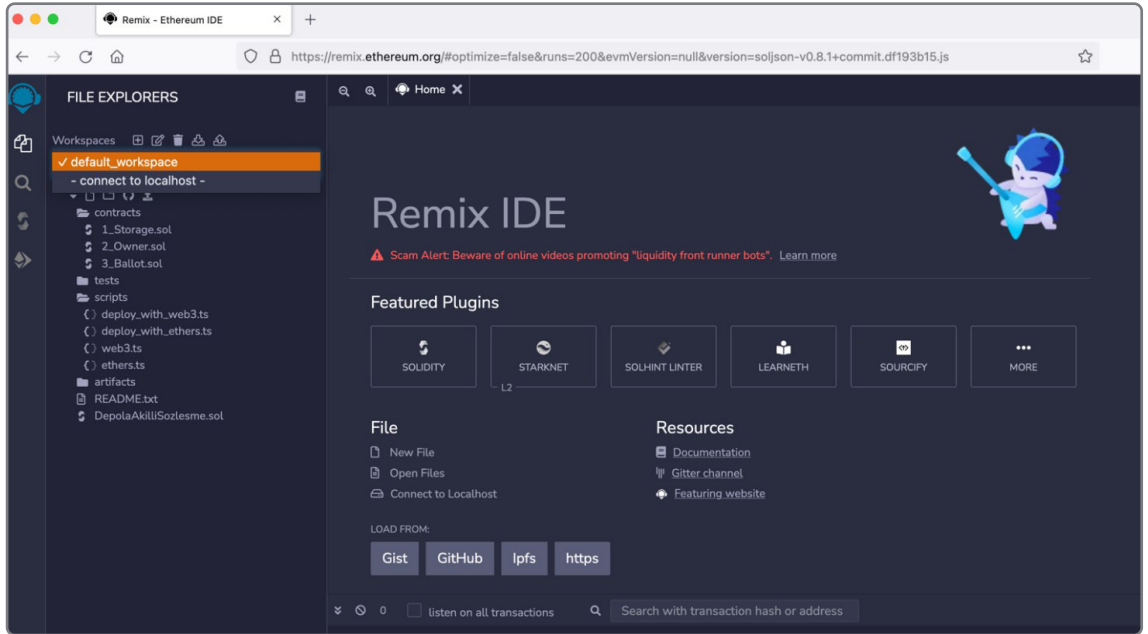 Remix - Ethereum IDE
https://remix.ethereum.org/#optimize=false&runs=200&evmVersion=null&version=soljson-v0.8.1+commit.df193b15.js
FILE EXPLORERS
Workspaces
default_workspace
- connect to localhost -
contracts
1_Storage.sol
2_Owner.sol
3_Ballot.sol
tests
scripts
deploy_with_web3.ts
deploy_with_ethers.ts
web3.ts
ethers.ts
artifacts
README.txt
DepolaAkilliSozlesme.sol
Home
Remix IDE
Scam Alert: Beware of online videos promoting "liquidity front runner bots". Learn more
Featured Plugins
SOLIDITY
STARKNET
L2
SOLHINT LINTER
LEARNETH
SOURCIFY
MORE
File
New File
Open Files
Connect to Localhost
Resources
Documentation
Gitter channel
Featuring website
LOAD FROM:
Gist GitHub Ipfs https
0 listen on all transactions Search with transaction hash or address